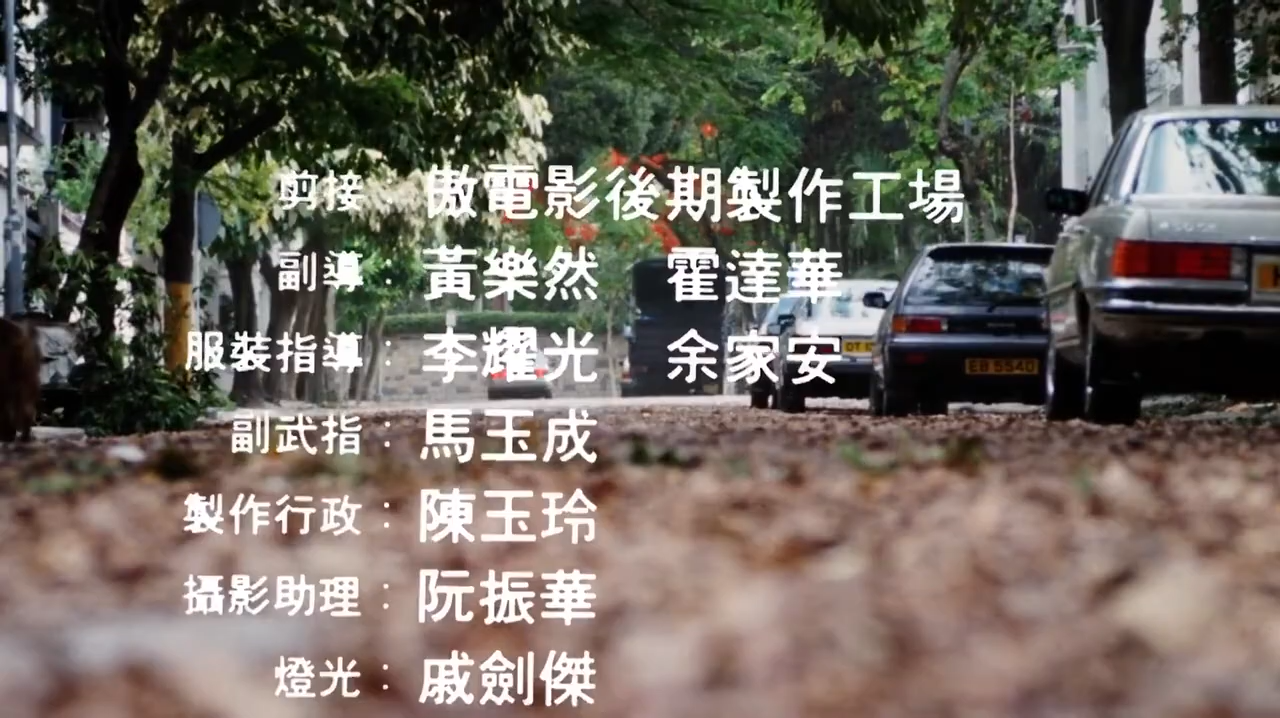 剪接：傲電影後期製作工場
副導：黃樂然　霍達華
服裝指導：李耀光　余家安
副武指：馬玉成
製作行政：陳玉玲
攝影助理：阮振華
燈光：戚劍傑
EB 5540